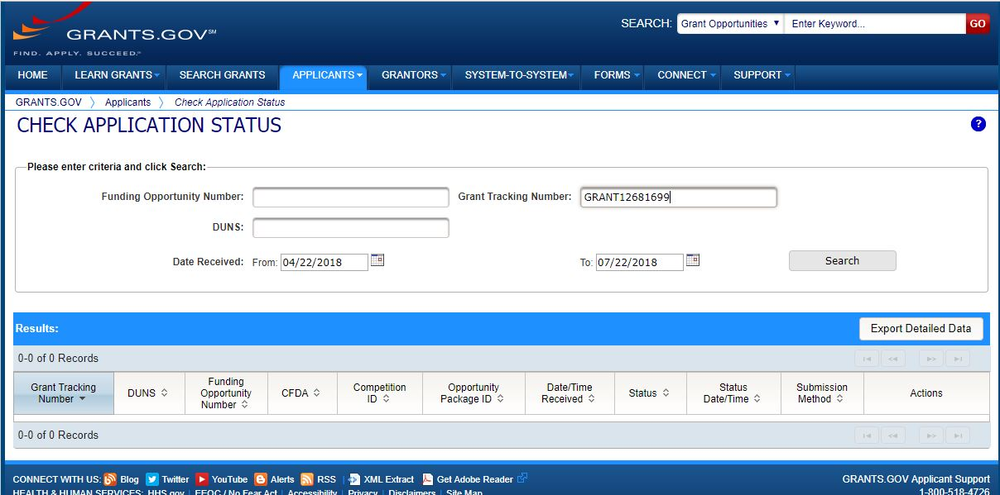 GRANTS.GOV℠
FIND. APPLY. SUCCEED.℠
SEARCH: Grant Opportunities ▼ Enter Keyword... GO
HOME LEARN GRANTS SEARCH GRANTS APPLICANTS GRANTORS SYSTEM-TO-SYSTEM FORMS CONNECT SUPPORT
GRANTS.GOV 〉 Applicants 〉 Check Application Status
CHECK APPLICATION STATUS ?
Please enter criteria and click Search:
Funding Opportunity Number: Grant Tracking Number: GRANT12681699
DUNS:
Date Received: From: 04/22/2018 To: 07/22/2018 Search
Results: Export Detailed Data
0-0 of 0 Records
Grant Tracking Number DUNS Funding Opportunity Number CFDA Competition ID Opportunity Package ID Date/Time Received Status Status Date/Time Submission Method Actions
0-0 of 0 Records
CONNECT WITH US: Blog Twitter YouTube Alerts RSS | XML Extract Get Adobe Reader GRANTS.GOV Applicant Support
HEALTH & HUMAN SERVICES: HHS.gov | EEOC / No Fear Act | Accessibility | Privacy | Disclaimers | Site Map 1-800-518-4726